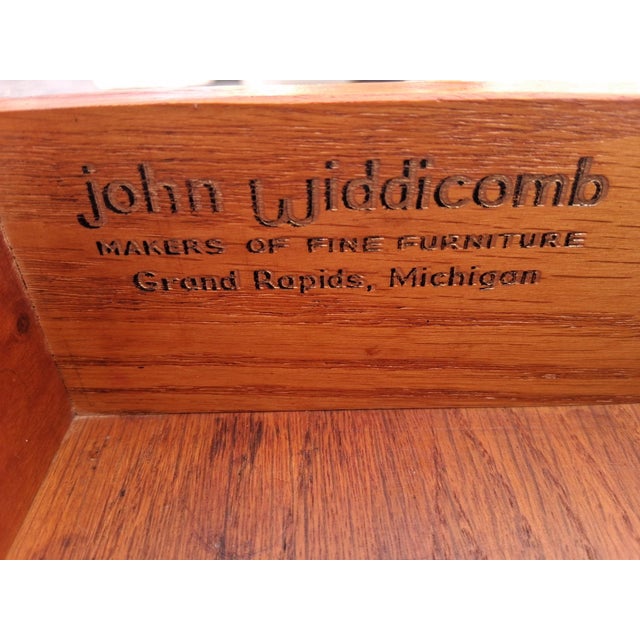 john Widdicomb
MAKERS OF FINE FURNITURE
Grand Rapids, Michigan